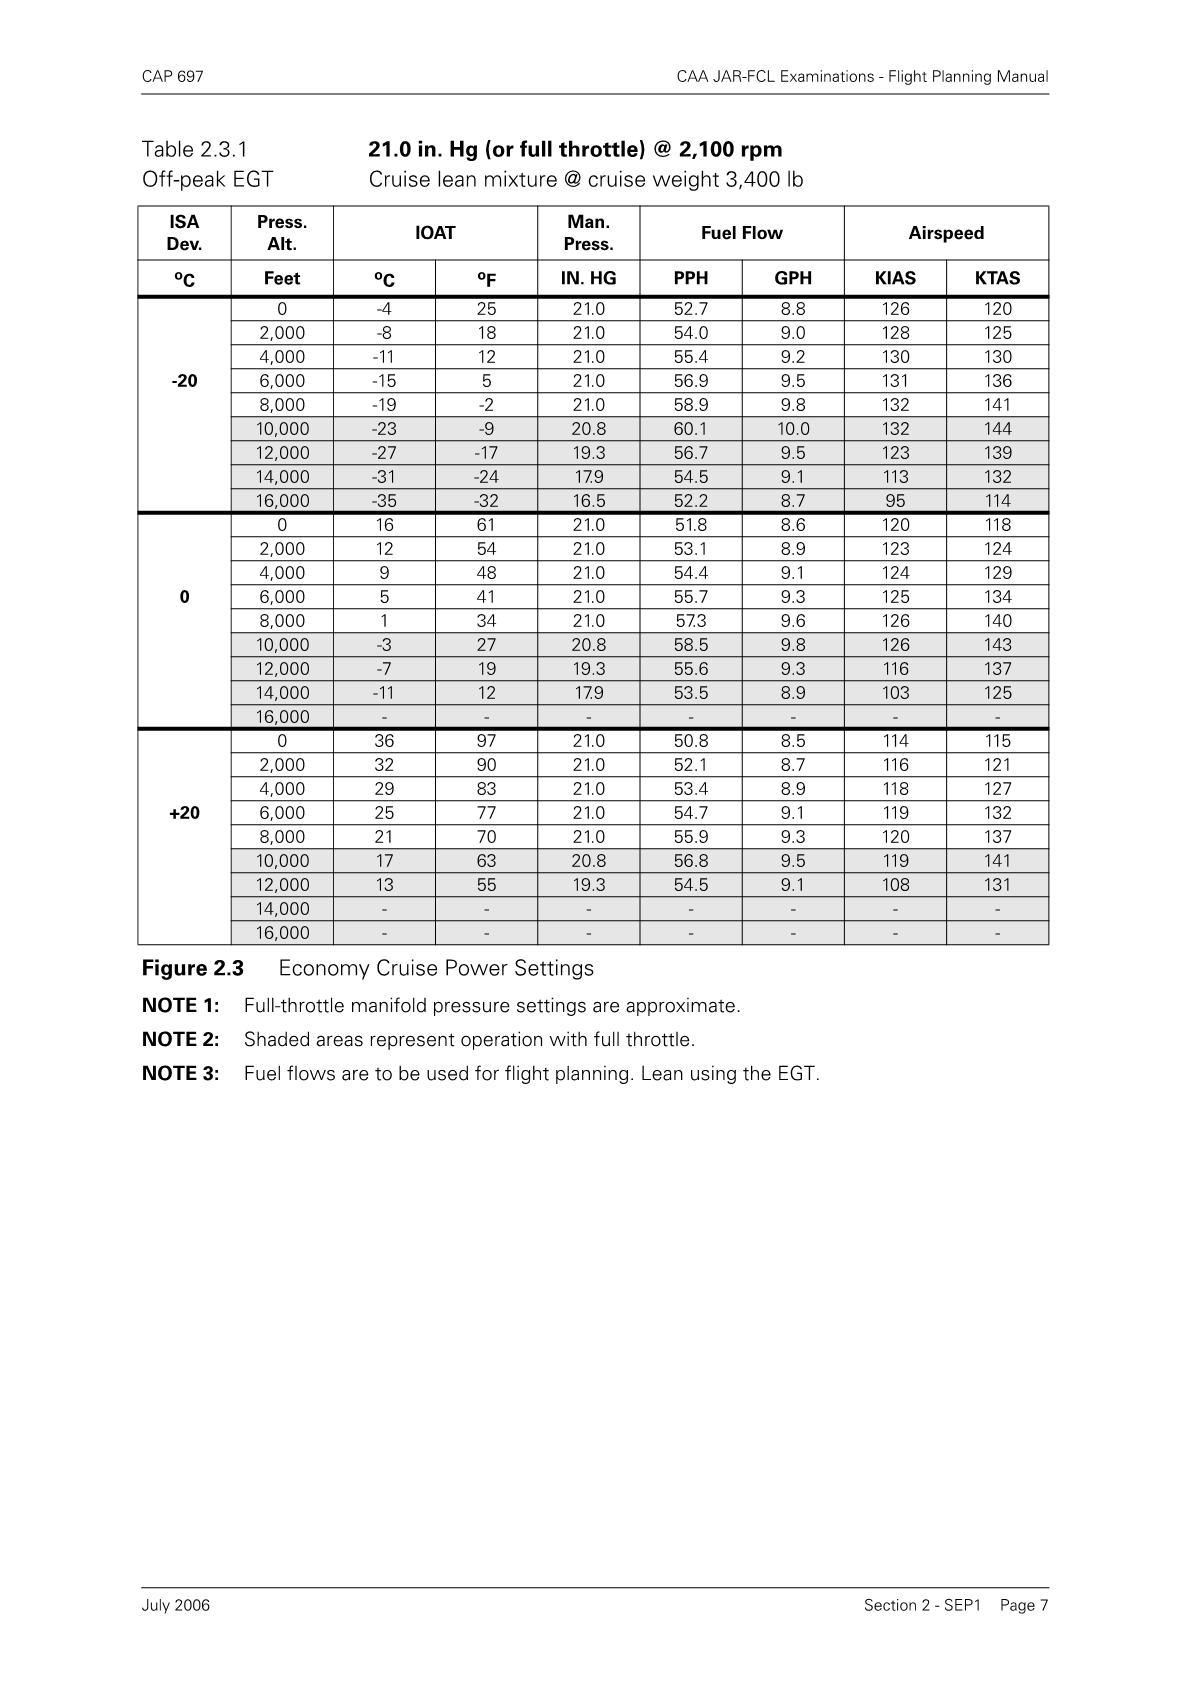 CAP 697 CAA JAR-FCL Examinations - Flight Planning Manual
Table 2.3.1 21.0 in. Hg (or full throttle) @ 2,100 rpm
Off-peak EGT Cruise lean mixture @ cruise weight 3,400 lb
ISA Dev. Press. Alt. IOAT Man. Press. Fuel Flow Airspeed
ºC Feet ºC ºF IN. HG PPH GPH KIAS KTAS
0 -4 25 21.0 52.7 8.8 126 120
2,000 -8 18 21.0 54.0 9.0 128 125
4,000 -11 12 21.0 55.4 9.2 130 130
-20 6,000 -15 5 21.0 56.9 9.5 131 136
8,000 -19 -2 21.0 58.9 9.8 132 141
10,000 -23 -9 20.8 60.1 10.0 132 144
12,000 -27 -17 19.3 56.7 9.5 123 139
14,000 -31 -24 17.9 54.5 9.1 113 132
16,000 -35 -32 16.5 52.2 8.7 95 114
0 16 61 21.0 51.8 8.6 120 118
2,000 12 54 21.0 53.1 8.9 123 124
4,000 9 48 21.0 54.4 9.1 124 129
0 6,000 5 41 21.0 55.7 9.3 125 134
8,000 1 34 21.0 57.3 9.6 126 140
10,000 -3 27 20.8 58.5 9.8 126 143
12,000 -7 19 19.3 55.6 9.3 116 137
14,000 -11 12 17.9 53.5 8.9 103 125
16,000 - - - - - - -
0 36 97 21.0 50.8 8.5 114 115
2,000 32 90 21.0 52.1 8.7 116 121
4,000 29 83 21.0 53.4 8.9 118 127
+20 6,000 25 77 21.0 54.7 9.1 119 132
8,000 21 70 21.0 55.9 9.3 120 137
10,000 17 63 20.8 56.8 9.5 119 141
12,000 13 55 19.3 54.5 9.1 108 131
14,000 - - - - - - -
16,000 - - - - - - -
Figure 2.3 Economy Cruise Power Settings
NOTE 1: Full-throttle manifold pressure settings are approximate.
NOTE 2: Shaded areas represent operation with full throttle.
NOTE 3: Fuel flows are to be used for flight planning. Lean using the EGT.
July 2006 Section 2 - SEP1 Page 7